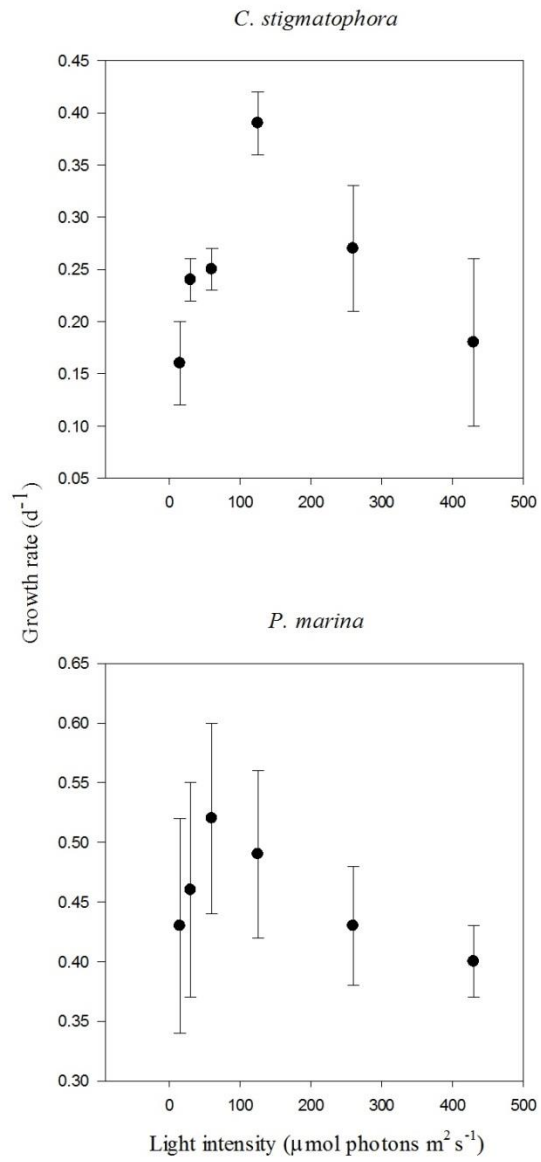 C. stigmatophora
0.45
0.40
0.35
0.30
0.25
0.20
0.15
0.10
0.05
0 100 200 300 400 500
Growth rate (d⁻¹)
P. marina
0.65
0.60
0.55
0.50
0.45
0.40
0.35
0.30
0 100 200 300 400 500
Light intensity (µmol photons m² s⁻¹)